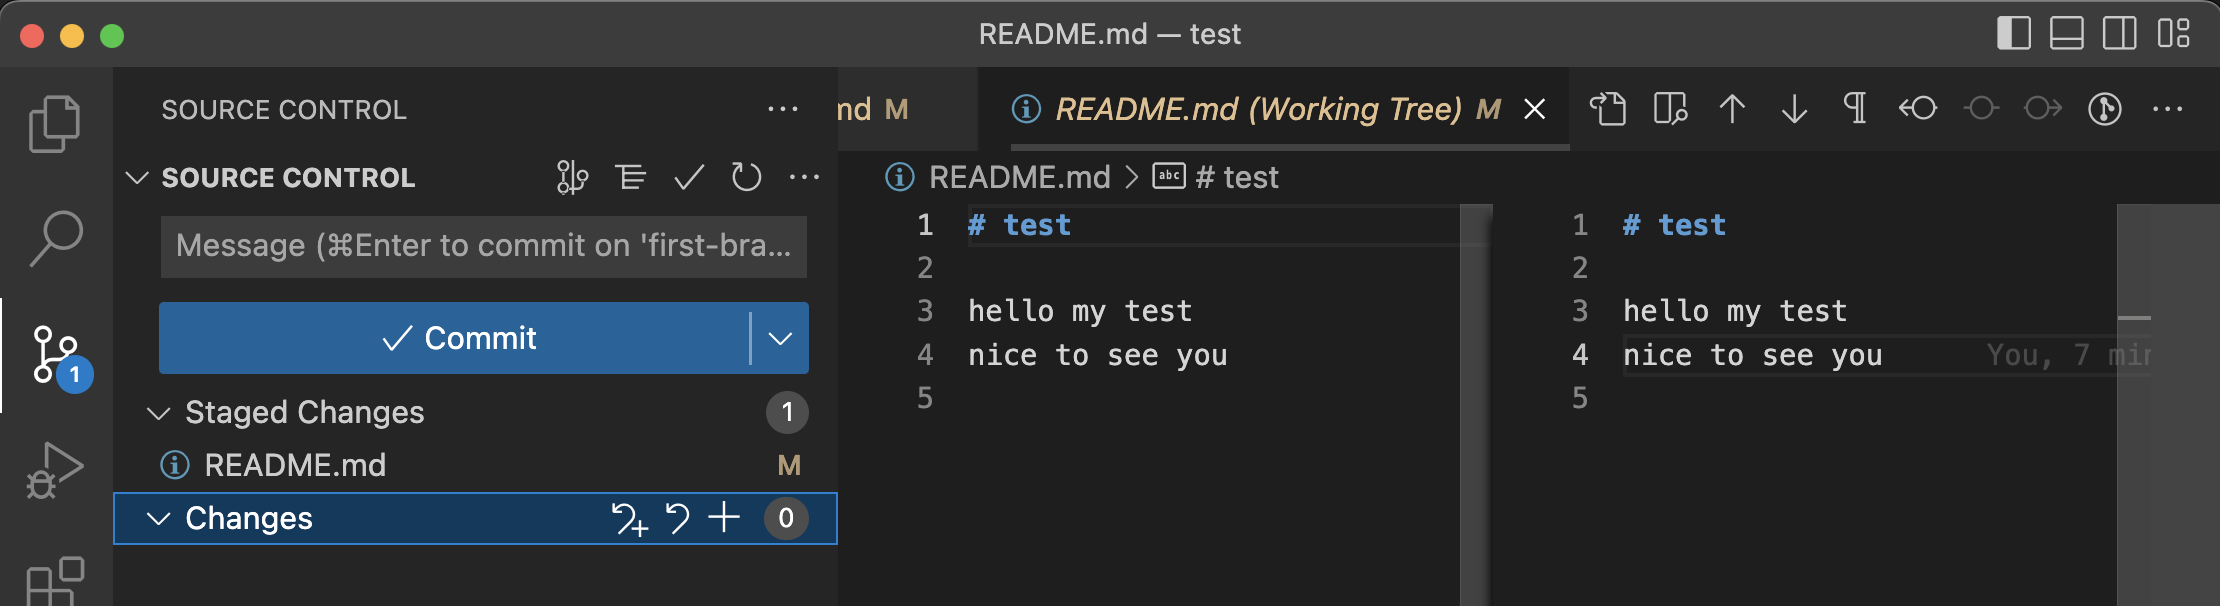 README.md — test
SOURCE CONTROL
SOURCE CONTROL
Message (⌘Enter to commit on 'first-bra...
Commit
Staged Changes 1
README.md M
Changes 0
1
md M
README.md (Working Tree) M
README.md > abc # test
1 # test
2
3 hello my test
4 nice to see you
5
1 # test
2
3 hello my test
4 nice to see you You, 7 min
5